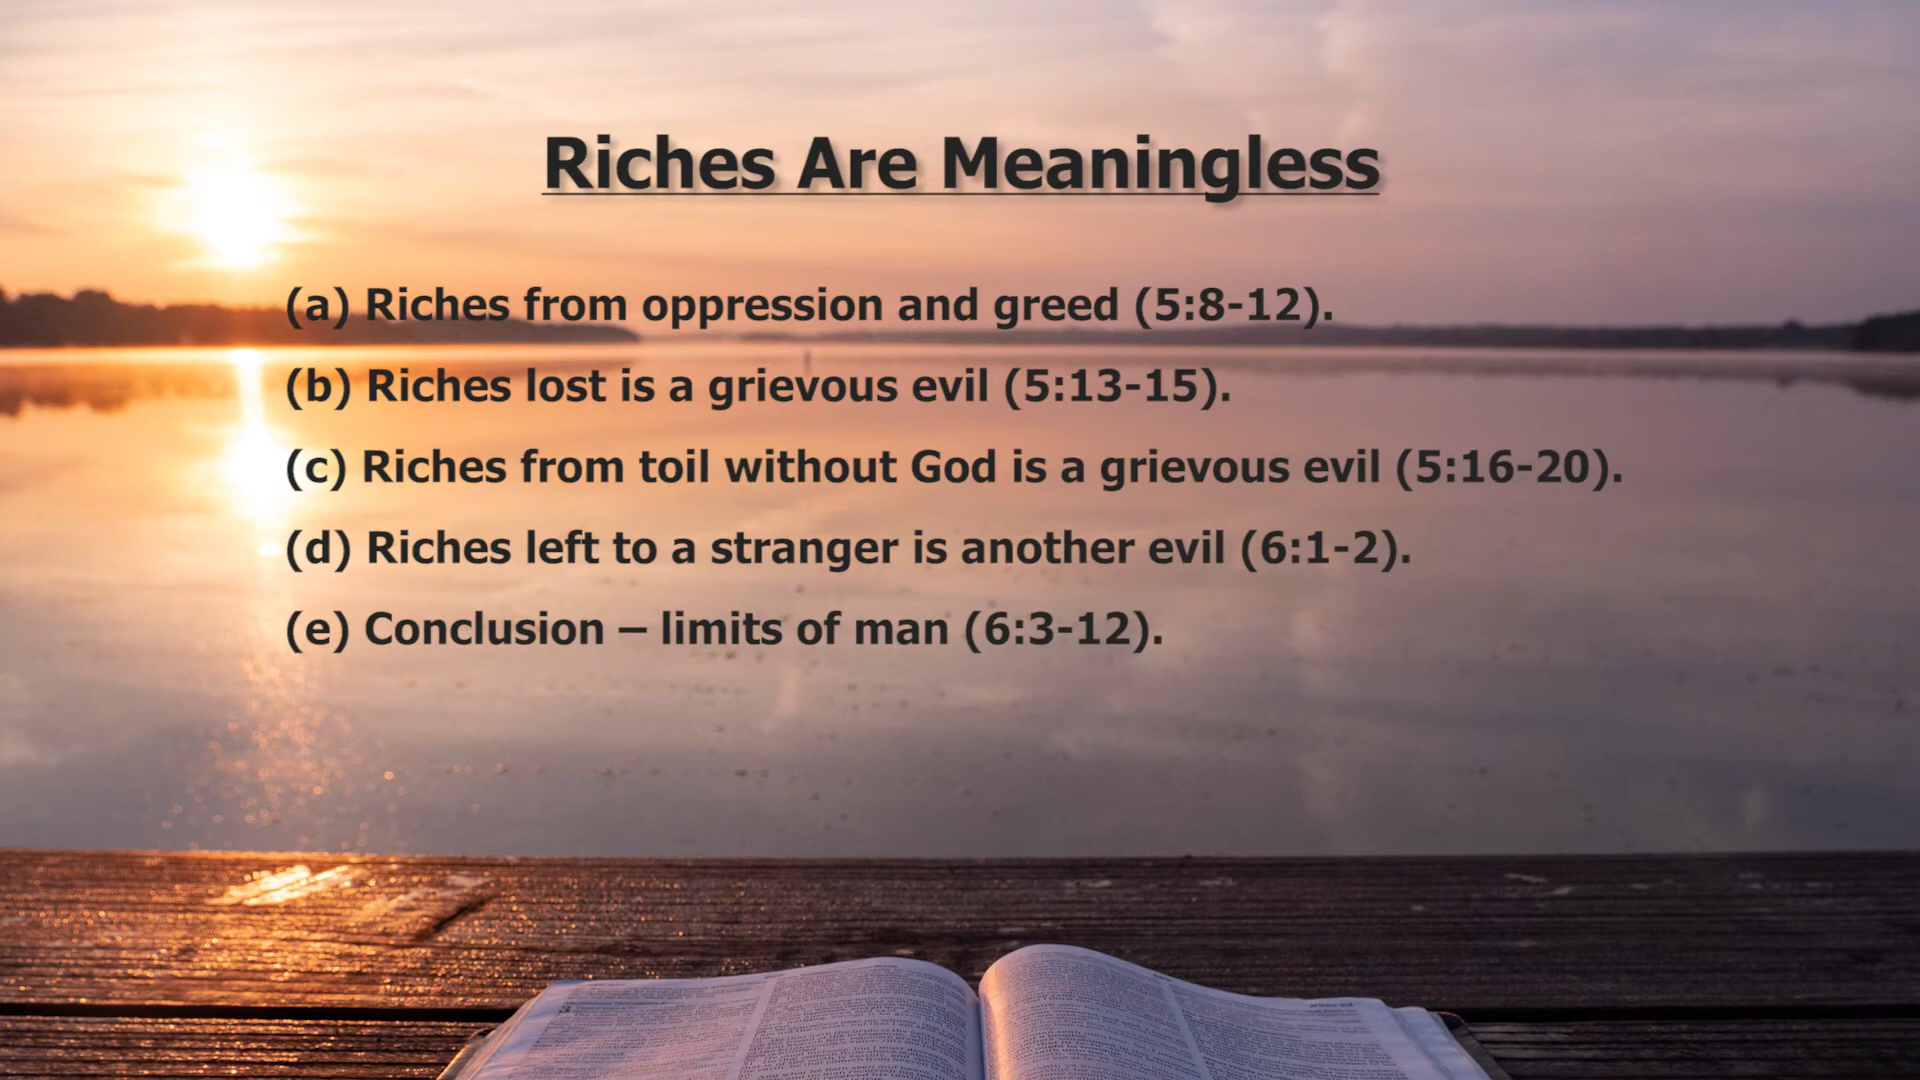 Riches Are Meaningless
(a) Riches from oppression and greed (5:8-12).
(b) Riches lost is a grievous evil (5:13-15).
(c) Riches from toil without God is a grievous evil (5:16-20).
(d) Riches left to a stranger is another evil (6:1-2).
(e) Conclusion – limits of man (6:3-12).